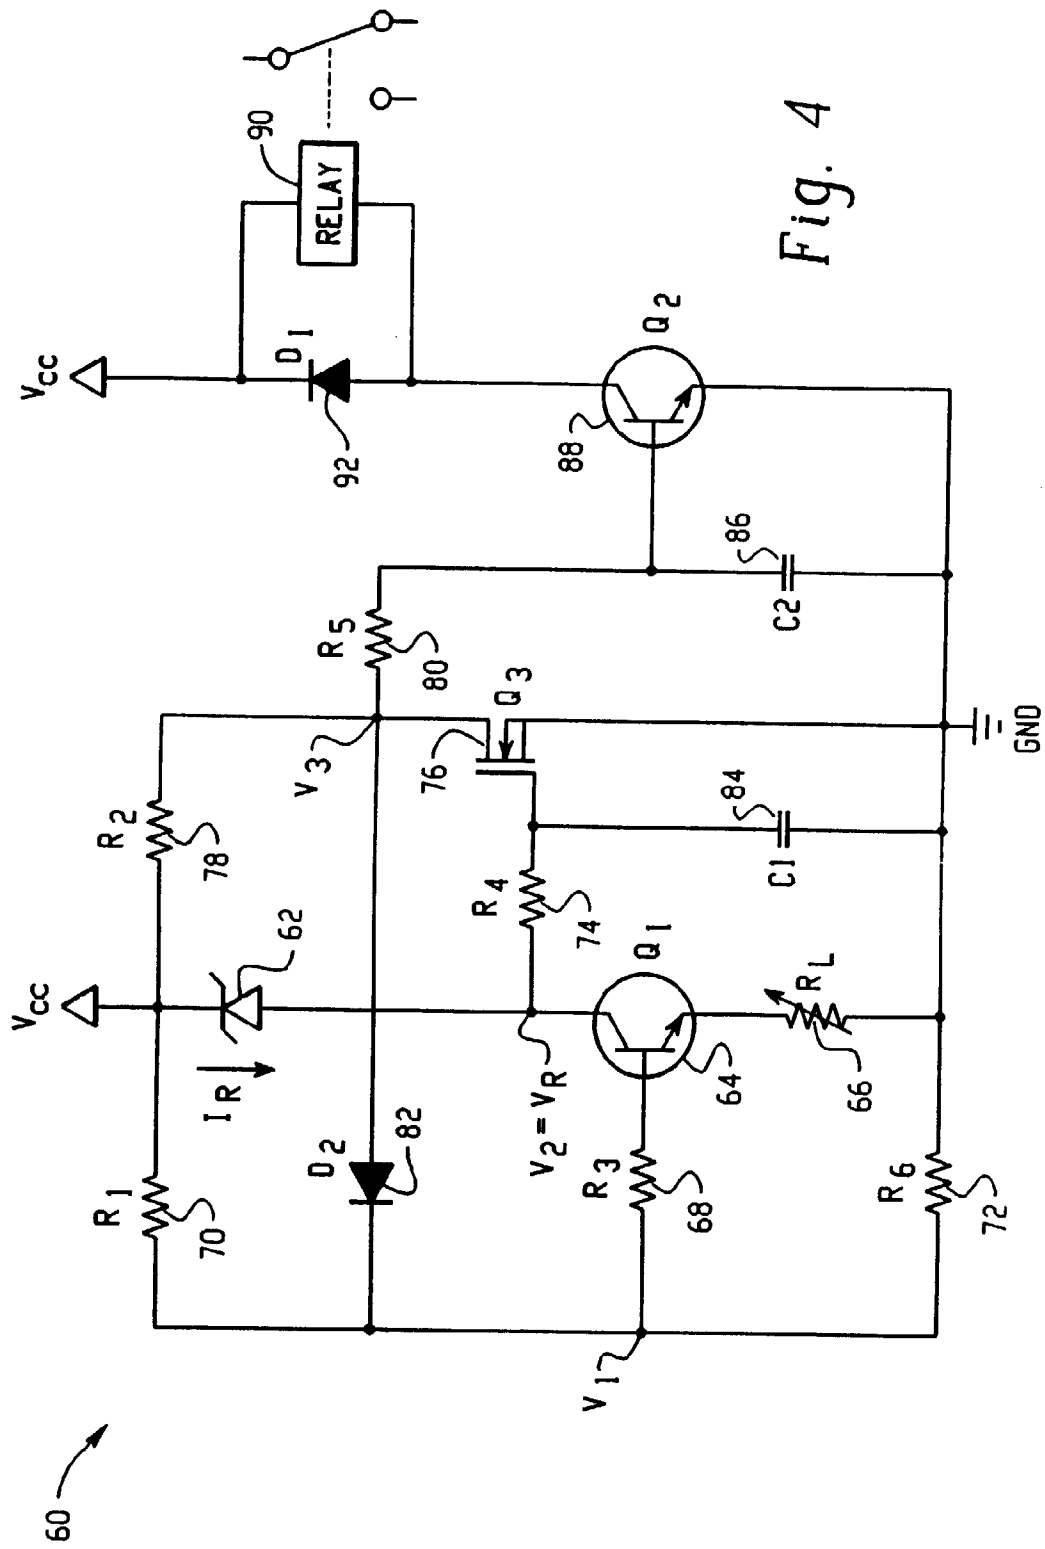 60
Vcc
Vcc
R1
70
R2
78
IR
62
D1
92
RELAY
90
V3
R5
80
D2
82
V2=VR
R4
74
76
Q3
88
Q2
V1
R3
68
64
Q1
RL
66
C1
84
C2
86
R6
72
GND
Fig. 4